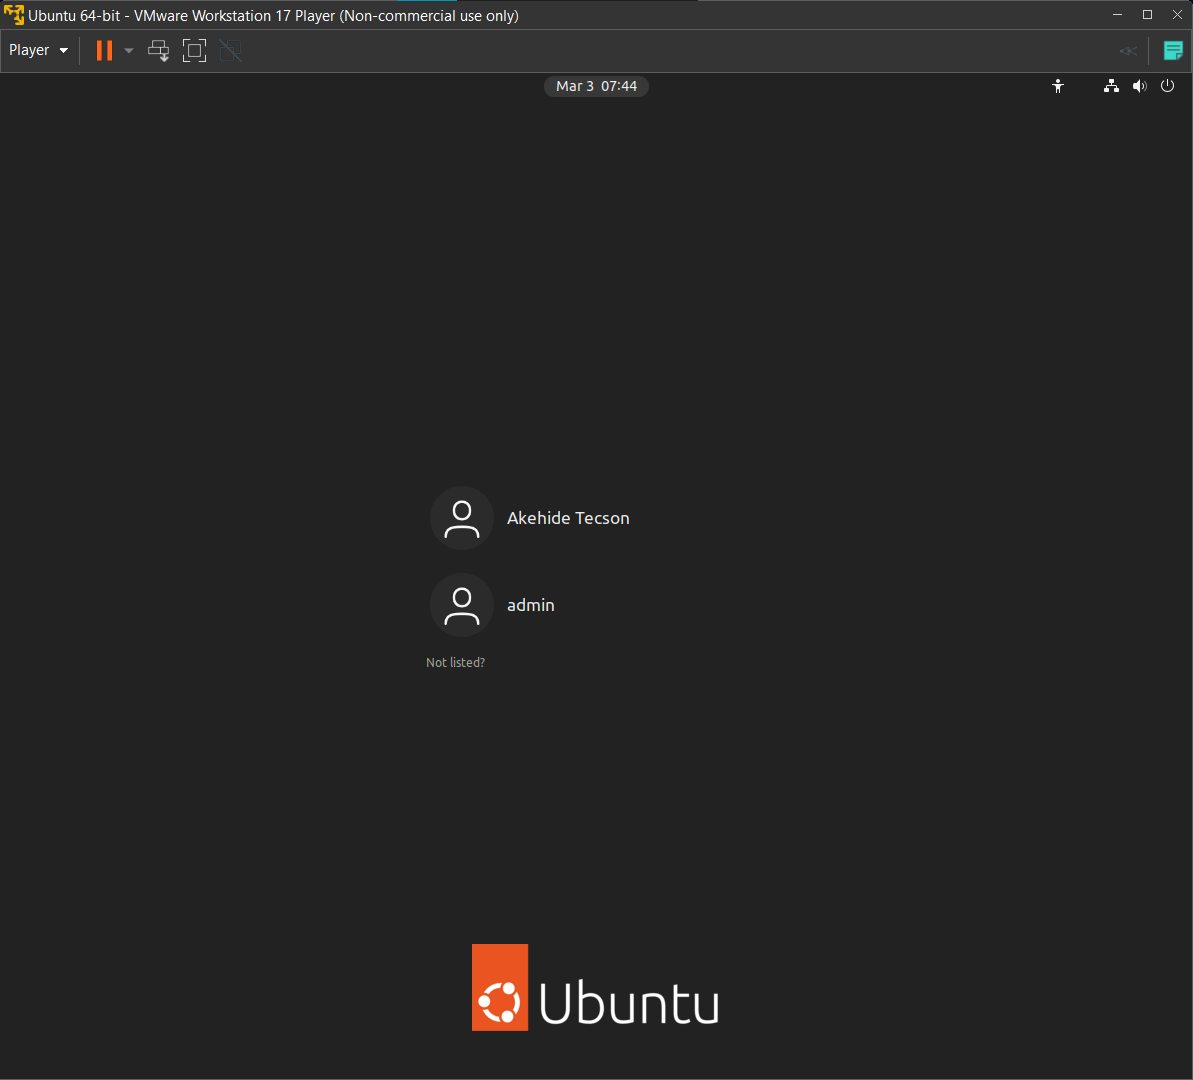 Ubuntu 64-bit - VMware Workstation 17 Player (Non-commercial use only)
Player
Mar 3 07:44
Akehide Tecson
admin
Not listed?
Ubuntu